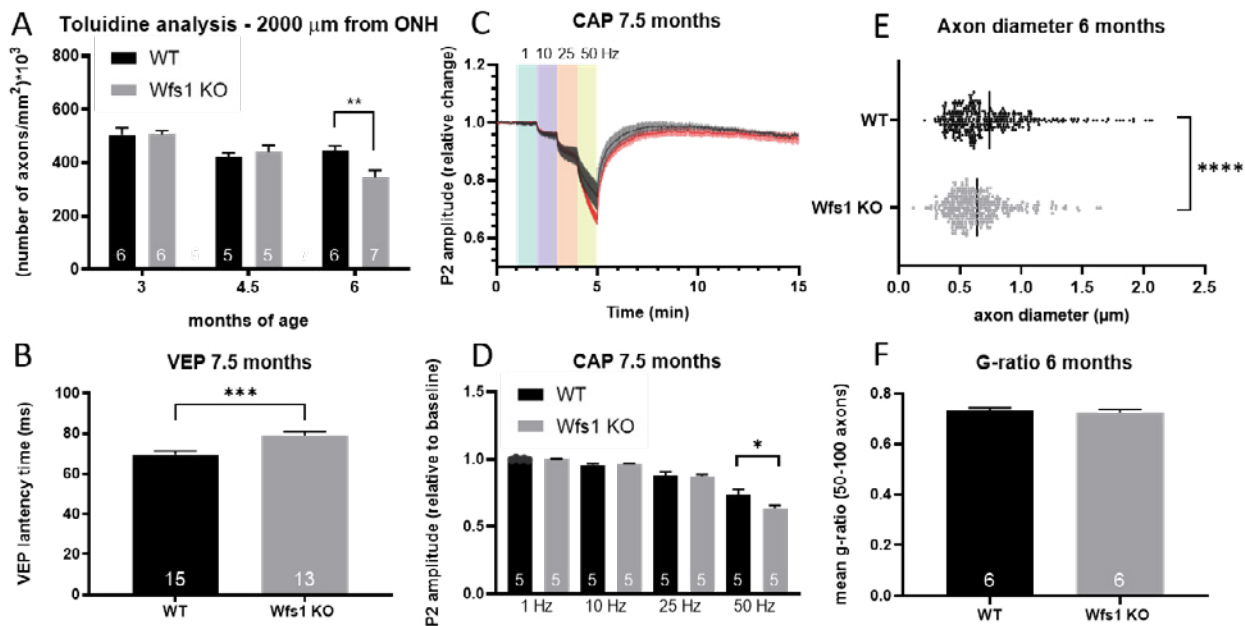 A
Toluidine analysis - 2000 μm from ONH
WT
Wfs1 KO
**
(number of axons/mm²)*10³
800
600
400
200
0
6
6
5
5
6
7
3
4.5
6
months of age
B
VEP 7.5 months
***
VEP lantency time (ms)
100
80
60
40
20
0
15
13
WT
Wfs1 KO
C
CAP 7.5 months
1 10 25 50 Hz
P2 amplitude (relative change)
1.2
1.0
0.8
0.6
0
5
10
15
Time (min)
D
CAP 7.5 months
WT
Wfs1 KO
*
P2 amplitude (relative to baseline)
1.5
1.0
0.5
0.0
5
5
5
5
5
5
5
5
1 Hz
10 Hz
25 Hz
50 Hz
E
Axon diameter 6 months
WT
Wfs1 KO
****
0.0
0.5
1.0
1.5
2.0
2.5
axon diameter (μm)
F
G-ratio 6 months
mean g-ratio (50-100 axons)
0.8
0.6
0.4
0.2
0.0
6
6
WT
Wfs1 KO